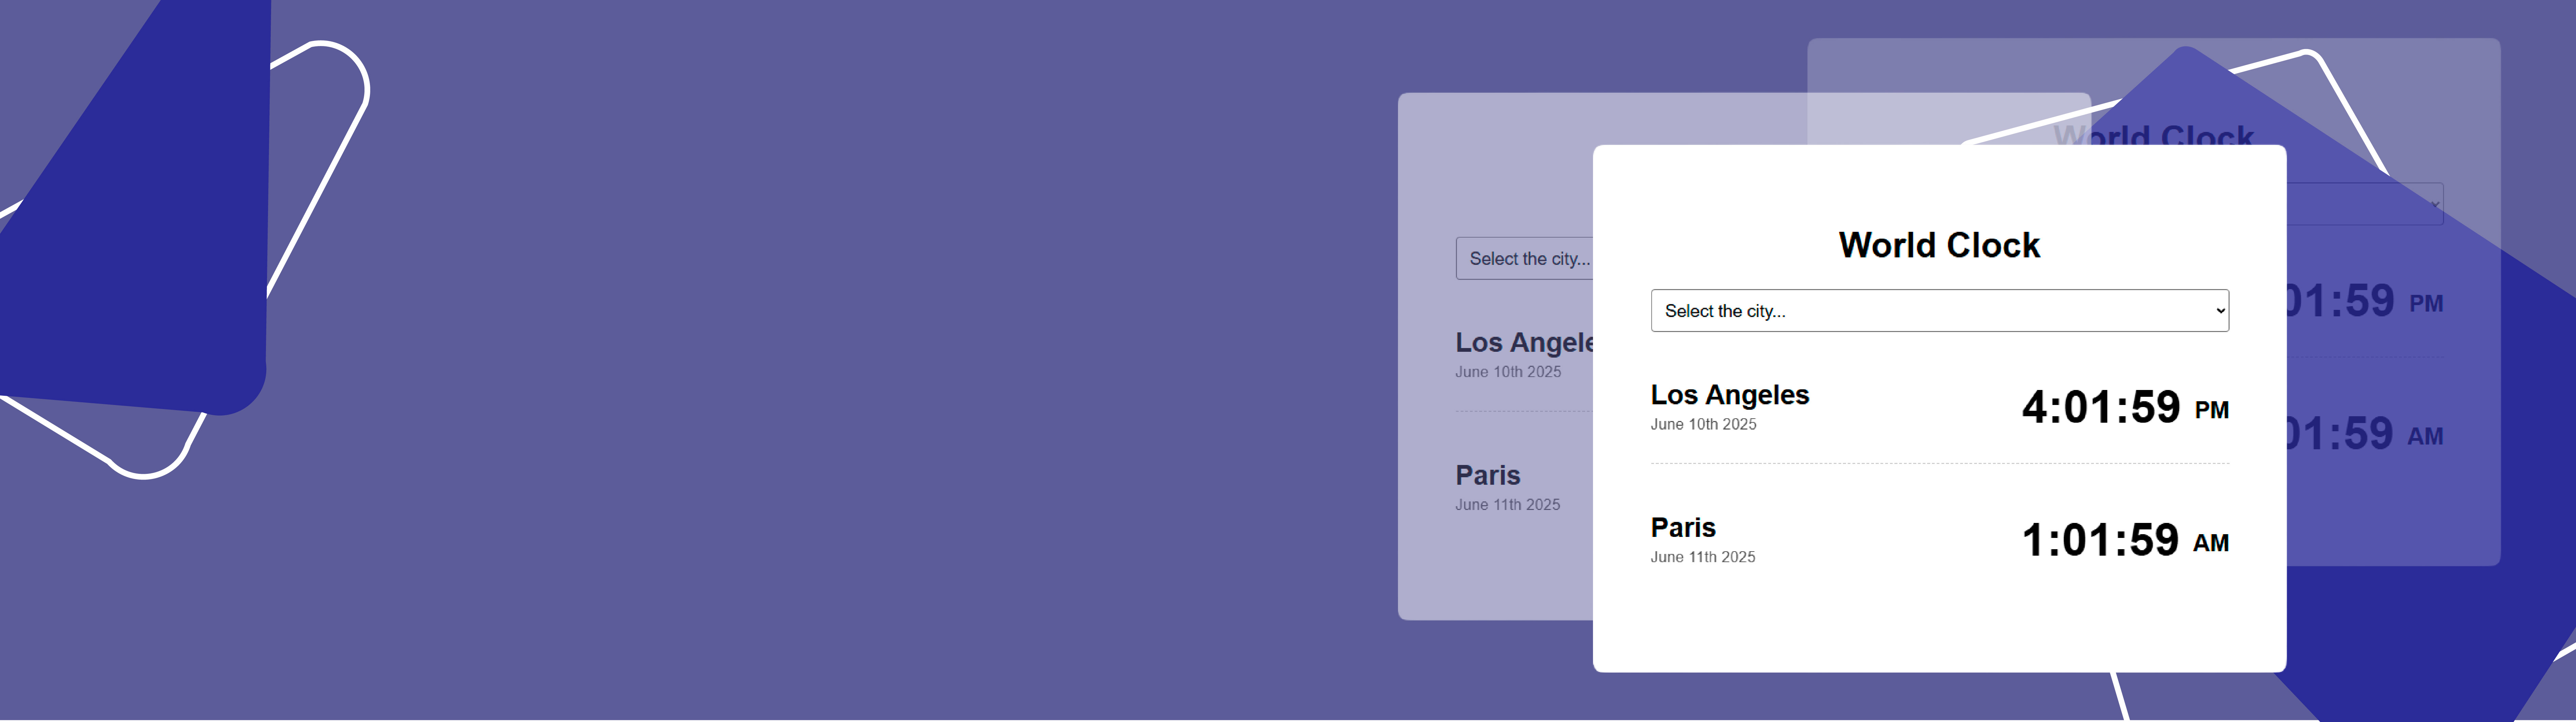 World Clock
Select the city...
Los Angeles
4:01:59 PM
June 10th 2025
Paris
1:01:59 AM
June 11th 2025
Select the city...
Los Angele
June 10th 2025
Paris
June 11th 2025
World Clock
01:59 PM
01:59 AM